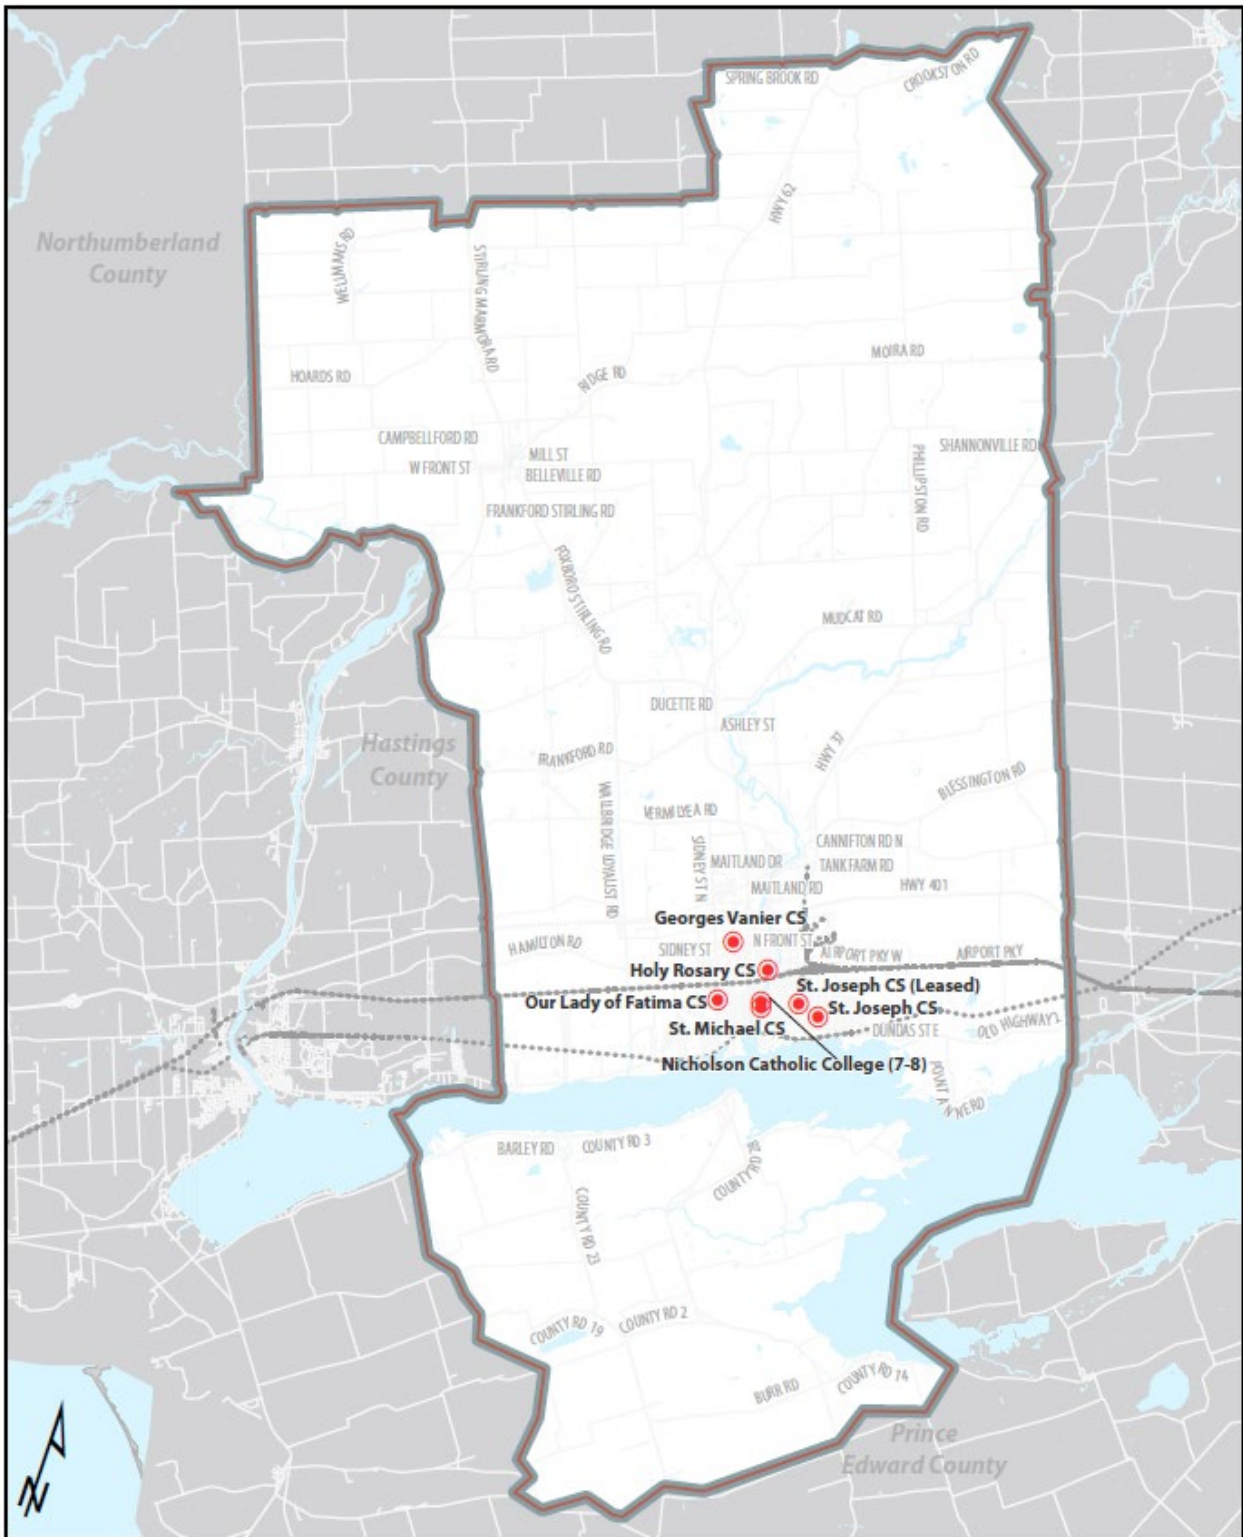 SPRING BROOK RD
CROOKSTON RD
HWY 62
Northumberland
County
WELLMANS RD
STIRLING MARMORA RD
MOIRA RD
HOARDS RD
RIDGE RD
CAMPBELLFORD RD
W FRONT ST
MILL ST
BELLEVILLE RD
SHANNONVILLE RD
PHILLIPSTON RD
FRANKFORD STIRLING RD
FOXBORO STIRLING RD
MUDCAT RD
DUCETTE RD
ASHLEY ST
Hastings
County
FRANKFORD RD
HWY 37
BLESSINGTON RD
WALLBRIDGE LOYALIST RD
VERMILYEA RD
SIDNEY ST N
CANNIFTON RD N
MAITLAND DR
TANK FARM RD
MAITLAND RD
HWY 401
Georges Vanier CS
HAMILTON RD
SIDNEY ST
N FRONT ST
AIRPORT PKY W
AIRPORT PKY
Holy Rosary CS
St. Joseph CS (Leased)
Our Lady of Fatima CS
St. Joseph CS
St. Michael CS
DUNDAS ST E
OLD HIGHWAY 2
Nicholson Catholic College (7-8)
POINT ANNE RD
BARLEY RD
COUNTY RD 3
COUNTY RD 28
COUNTY RD 23
COUNTY RD 19
COUNTY RD 2
BURR RD
COUNTY RD 14
Prince
Edward County
N